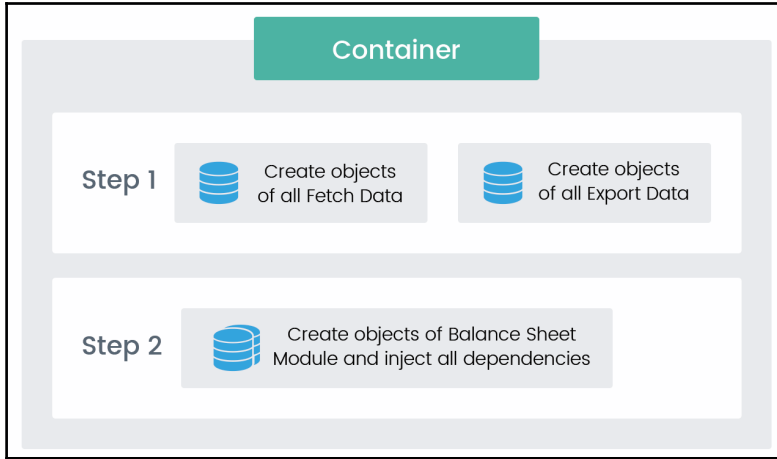 Container
Step 1
Create objects
of all Fetch Data
Create objects
of all Export Data
Step 2
Create objects of Balance Sheet
Module and inject all dependencies